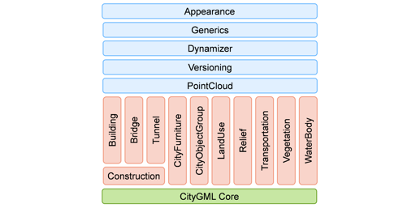 Appearance
Generics
Dynamizer
Versioning
PointCloud
Building
Bridge
Tunnel
CityFurniture
CityObjectGroup
LandUse
Relief
Transportation
Vegetation
WaterBody
Construction
CityGML Core